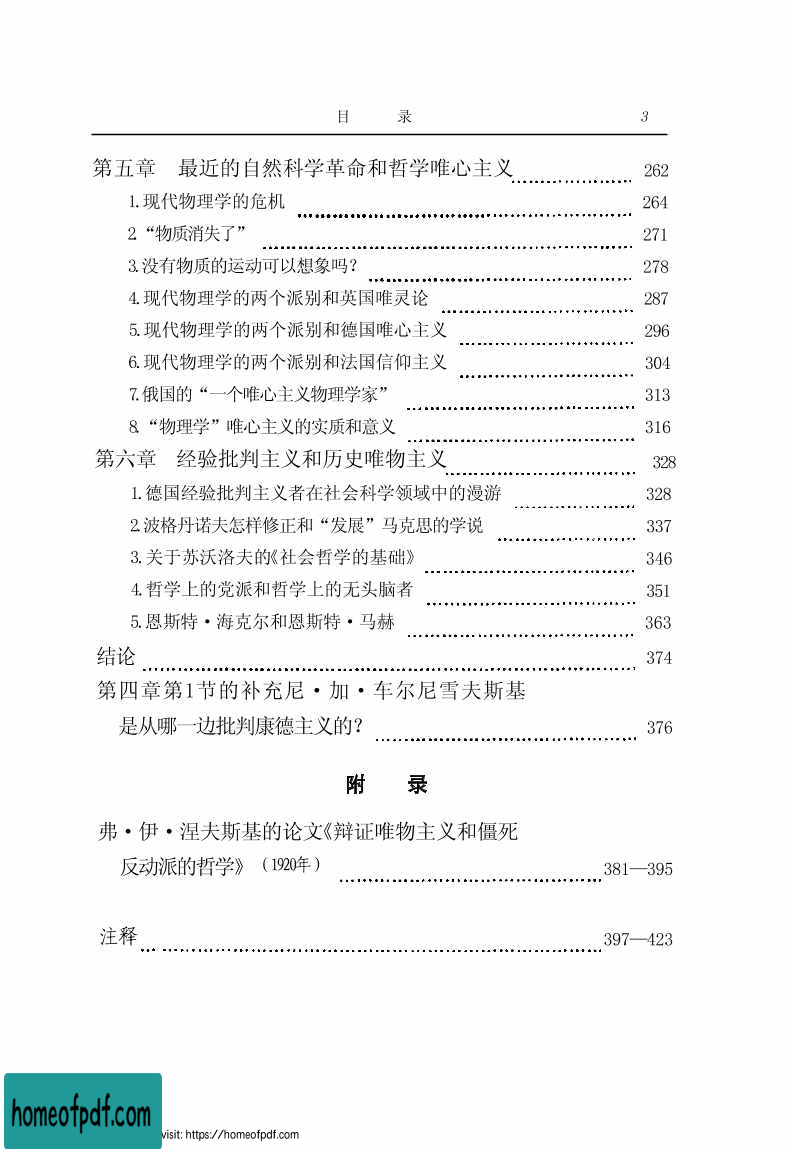 目 录 3
第五章 最近的自然科学革命和哲学唯心主义 262
1.现代物理学的危机 264
2.“物质消失了” 271
3.没有物质的运动可以想象吗? 278
4.现代物理学的两个派别和英国唯灵论 287
5.现代物理学的两个派别和德国唯心主义 296
6.现代物理学的两个派别和法国信仰主义 304
7.俄国的“一个唯心主义物理学家” 313
8.“物理学”唯心主义的实质和意义 316
第六章 经验批判主义和历史唯物主义 328
1.德国经验批判主义者在社会科学领域中的漫游 328
2.波格丹诺夫怎样修正和“发展”马克思的学说 337
3.关于苏沃洛夫的《社会哲学的基础》 346
4.哲学上的党派和哲学上的无头脑者 351
5.恩斯特·海克尔和恩斯特·马赫 363
结论 374
第四章第1节的补充尼·加·车尔尼雪夫斯基
是从哪一边批判康德主义的? 376
附 录
弗·伊·涅夫斯基的论文《辩证唯物主义和僵死
反动派的哲学》(1920年) 381—395
注释 397—423
homeofpdf.com
visit: https://homeofpdf.com